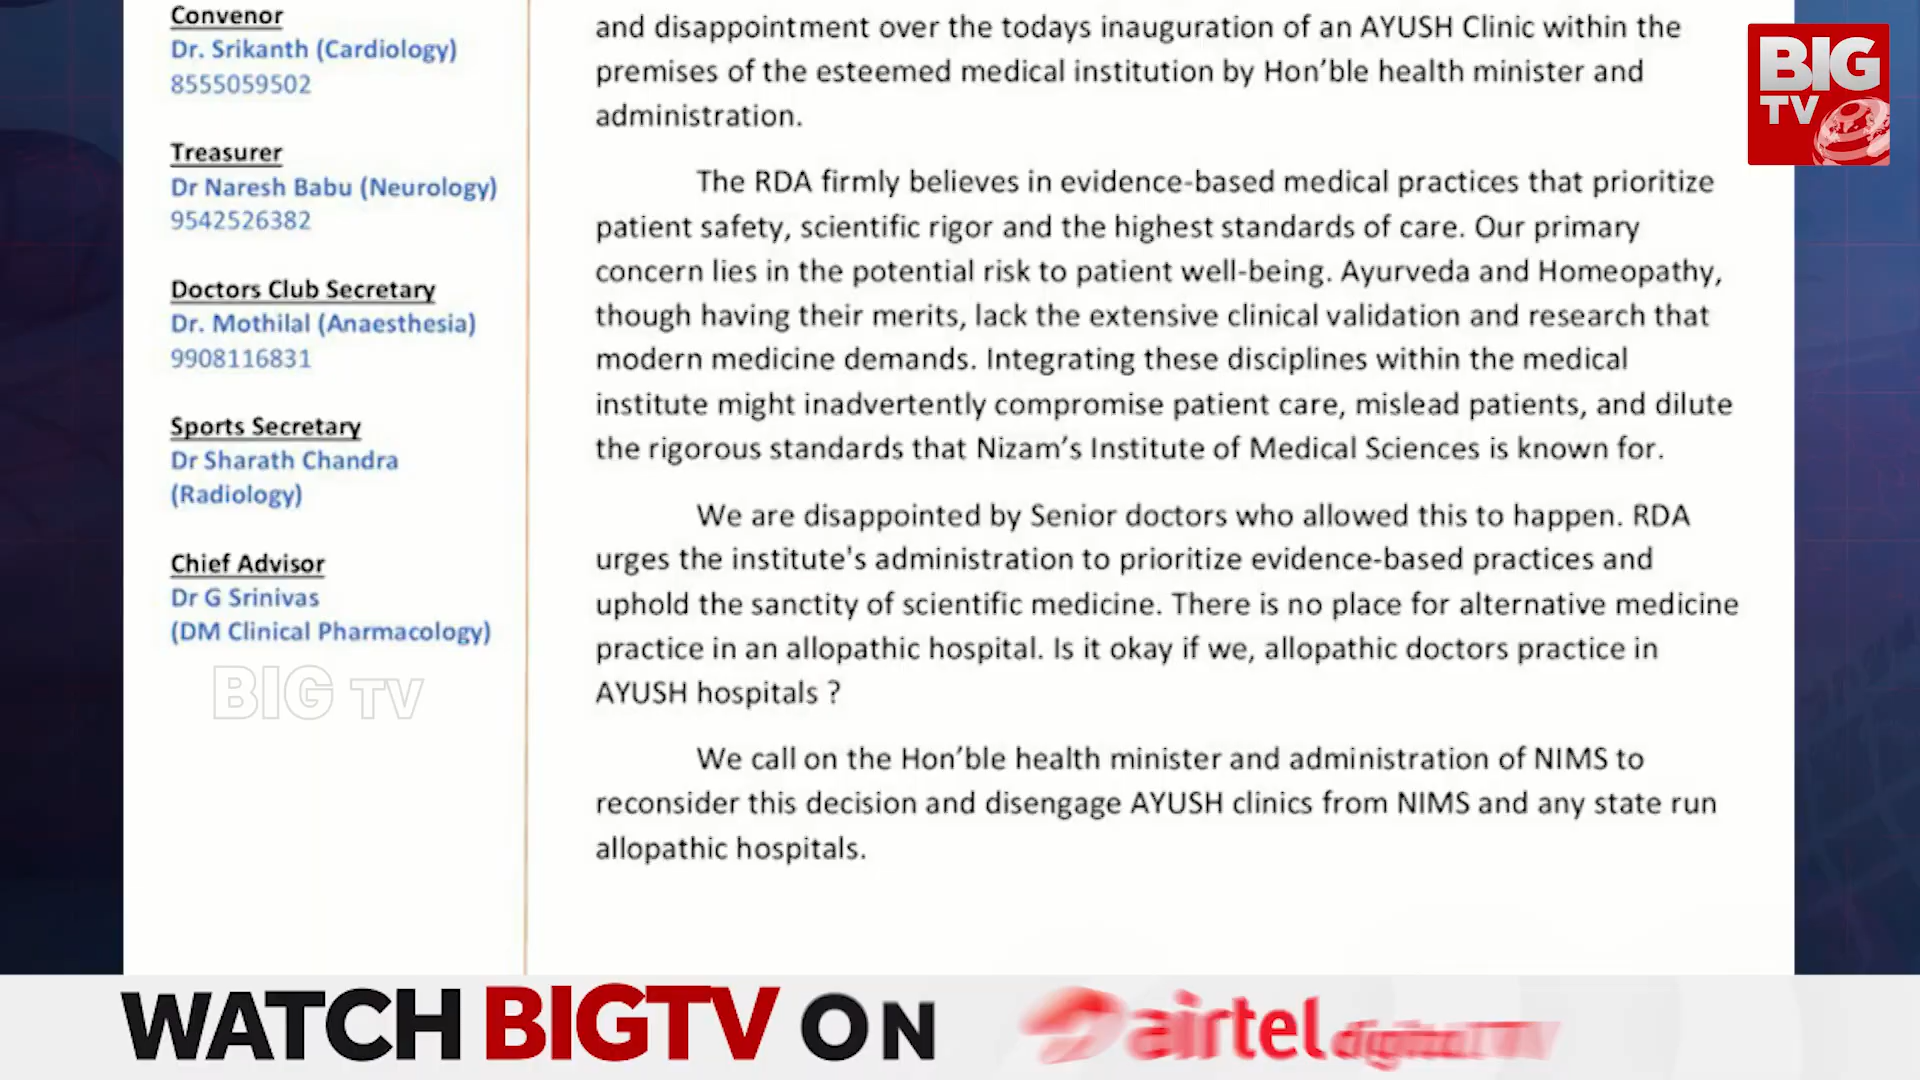 Convenor
Dr. Srikanth (Cardiology)
8555059502
Treasurer
Dr Naresh Babu (Neurology)
9542526382
Doctors Club Secretary
Dr. Mothilal (Anaesthesia)
9908116831
Sports Secretary
Dr Sharath Chandra
(Radiology)
Chief Advisor
Dr G Srinivas
(DM Clinical Pharmacology)
BIG TV
and disappointment over the todays inauguration of an AYUSH Clinic within the
premises of the esteemed medical institution by Hon’ble health minister and
administration.
The RDA firmly believes in evidence-based medical practices that prioritize
patient safety, scientific rigor and the highest standards of care. Our primary
concern lies in the potential risk to patient well-being. Ayurveda and Homeopathy,
though having their merits, lack the extensive clinical validation and research that
modern medicine demands. Integrating these disciplines within the medical
institute might inadvertently compromise patient care, mislead patients, and dilute
the rigorous standards that Nizam’s Institute of Medical Sciences is known for.
We are disappointed by Senior doctors who allowed this to happen. RDA
urges the institute's administration to prioritize evidence-based practices and
uphold the sanctity of scientific medicine. There is no place for alternative medicine
practice in an allopathic hospital. Is it okay if we, allopathic doctors practice in
AYUSH hospitals ?
We call on the Hon’ble health minister and administration of NIMS to
reconsider this decision and disengage AYUSH clinics from NIMS and any state run
allopathic hospitals.
BIG
TV
WATCH BIGTV ON airtel digital TV